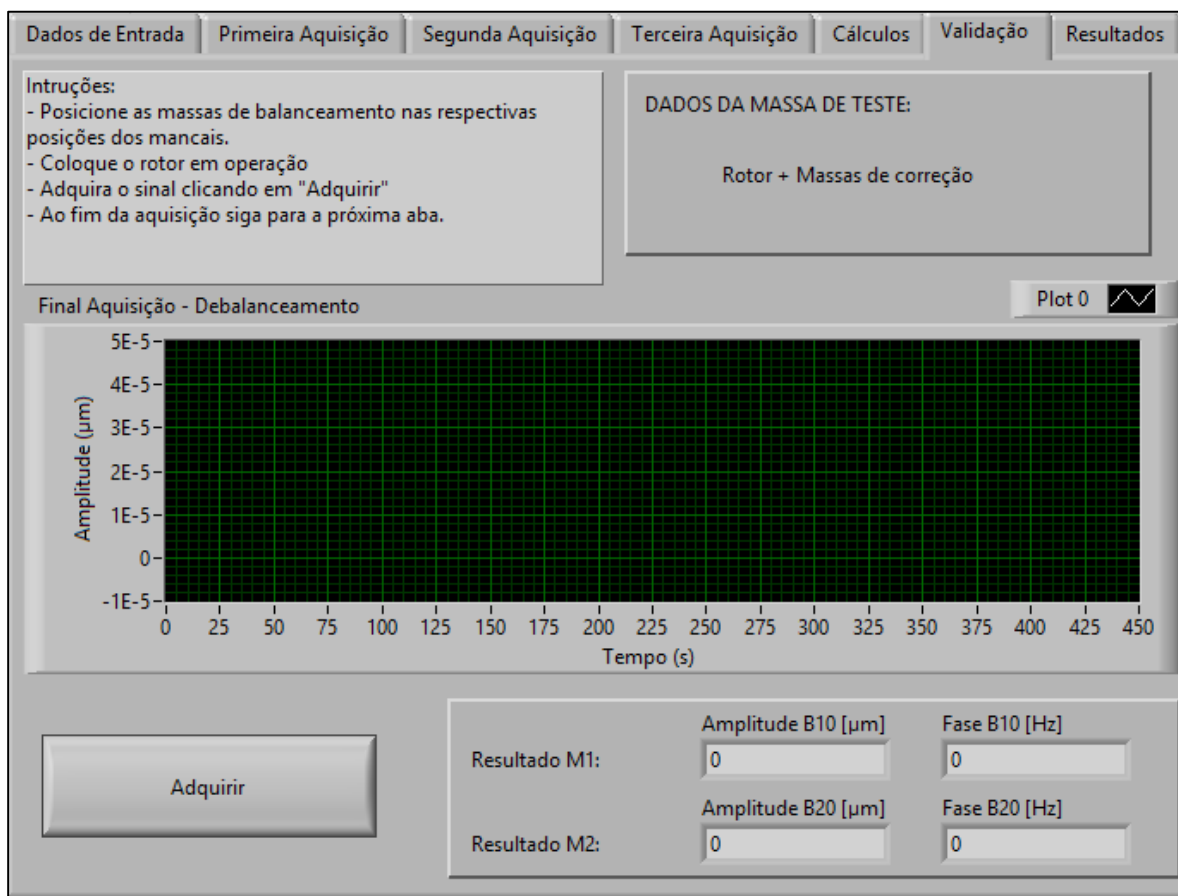 Dados de Entrada
Primeira Aquisição
Segunda Aquisição
Terceira Aquisição
Cálculos
Validação
Resultados
Intruções:
- Posicione as massas de balanceamento nas respectivas
posições dos mancais.
- Coloque o rotor em operação
- Adquira o sinal clicando em "Adquirir"
- Ao fim da aquisição siga para a próxima aba.
DADOS DA MASSA DE TESTE:
Rotor + Massas de correção
Final Aquisição - Debalanceamento
Plot 0
Amplitude (µm)
5E-5
4E-5
3E-5
2E-5
1E-5
0
-1E-5
0 25 50 75 100 125 150 175 200 225 250 275 300 325 350 375 400 425 450
Tempo (s)
Adquirir
Amplitude B10 [µm] Fase B10 [Hz]
Resultado M1: 0 0
Amplitude B20 [µm] Fase B20 [Hz]
Resultado M2: 0 0